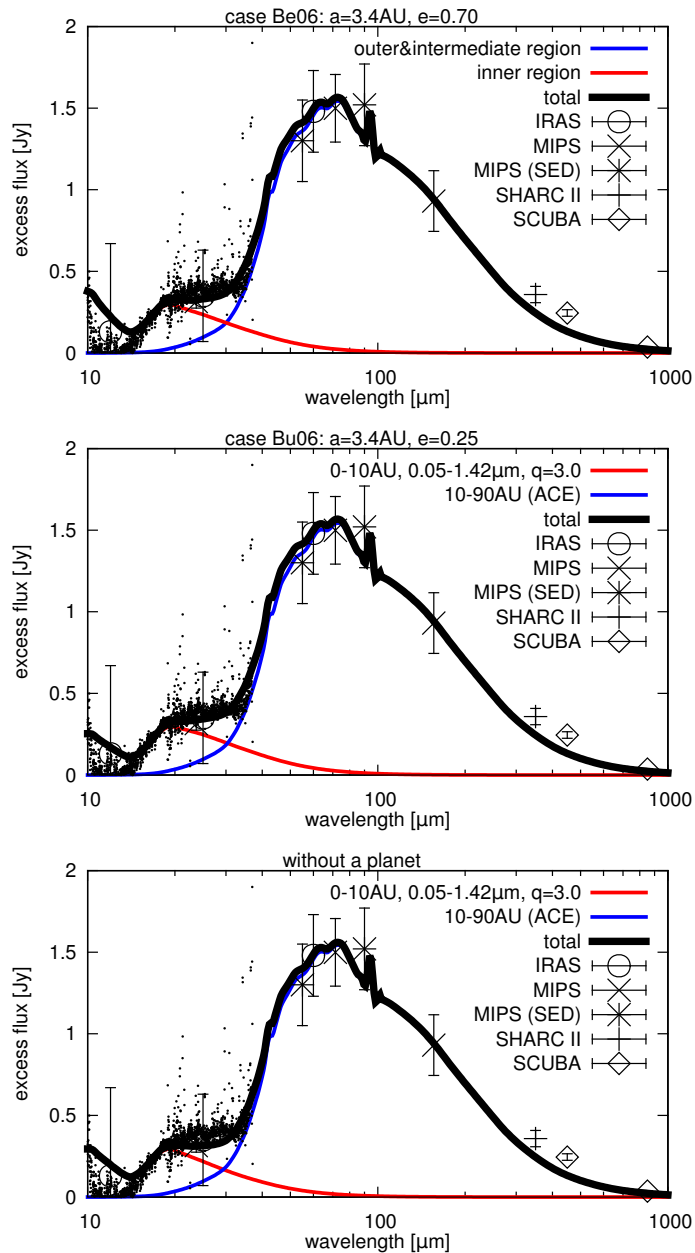 case Be06: a=3.4AU, e=0.70
2
1.5
1
0.5
0
excess flux [Jy]
outer&intermediate region
inner region
total
IRAS
MIPS
MIPS (SED)
SHARC II
SCUBA
10
100
1000
wavelength [µm]
case Bu06: a=3.4AU, e=0.25
2
1.5
1
0.5
0
excess flux [Jy]
0-10AU, 0.05-1.42µm, q=3.0
10-90AU (ACE)
total
IRAS
MIPS
MIPS (SED)
SHARC II
SCUBA
10
100
1000
wavelength [µm]
without a planet
2
1.5
1
0.5
0
excess flux [Jy]
0-10AU, 0.05-1.42µm, q=3.0
10-90AU (ACE)
total
IRAS
MIPS
MIPS (SED)
SHARC II
SCUBA
10
100
1000
wavelength [µm]